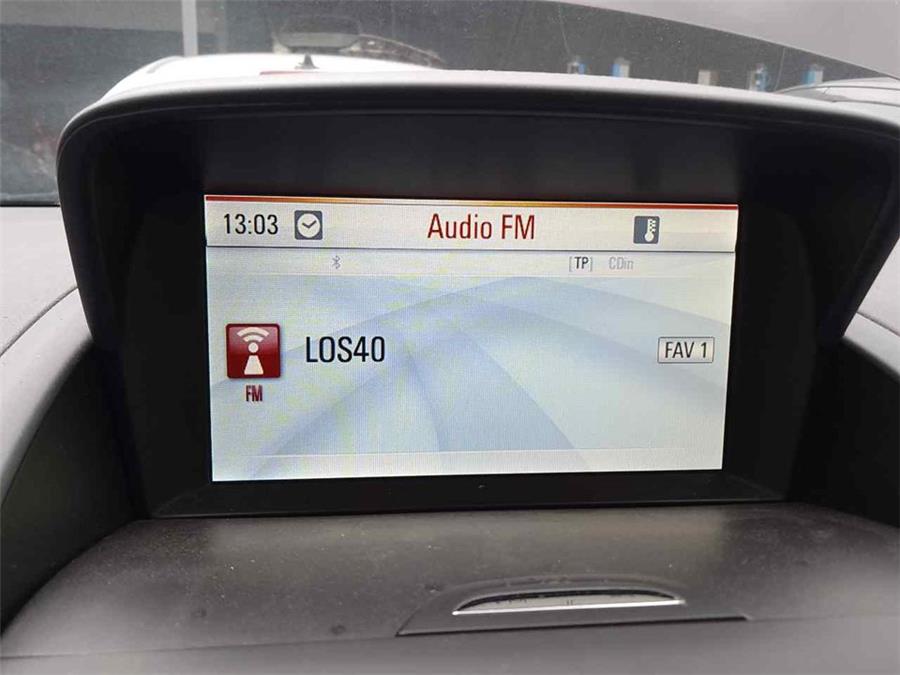 13:03 Audio FM
[TP] CDin
LOS40 FAV 1
FM